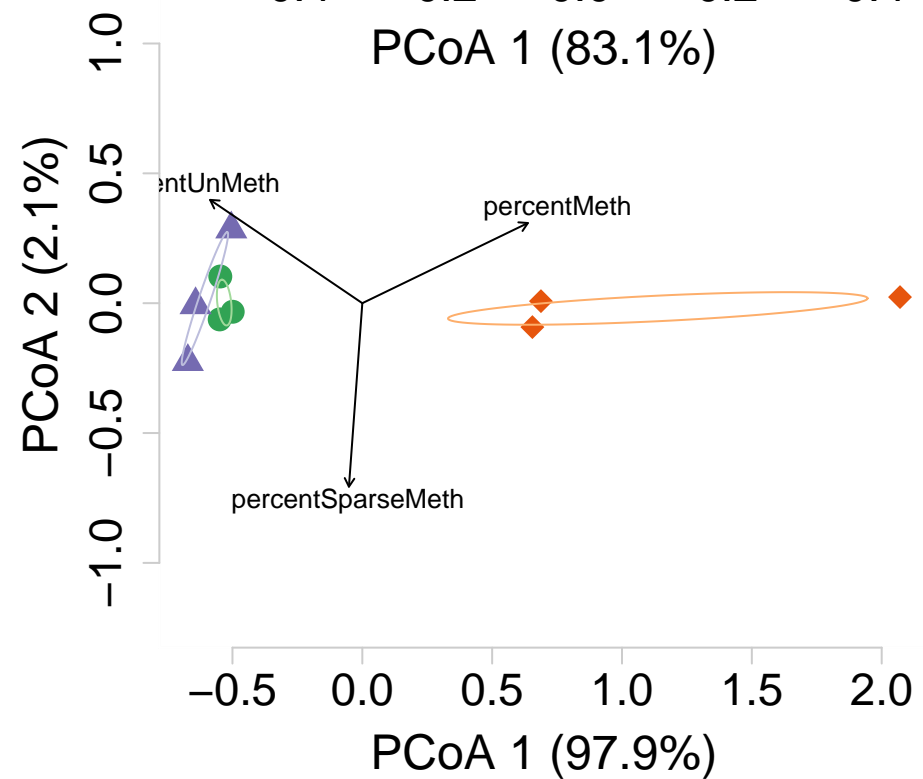 PCoA 1 (83.1%)
1.0
0.5
0.0
−0.5
−1.0
PCoA 2 (2.1%)
entUnMeth
percentMeth
percentSparseMeth
−0.5 0.0 0.5 1.0 1.5 2.0
PCoA 1 (97.9%)